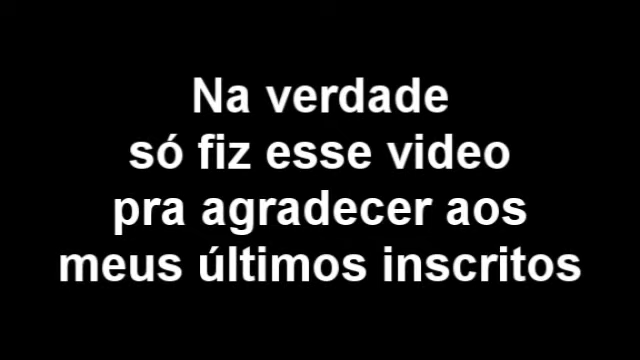 Na verdade
só fiz esse video
pra agradecer aos
meus últimos inscritos